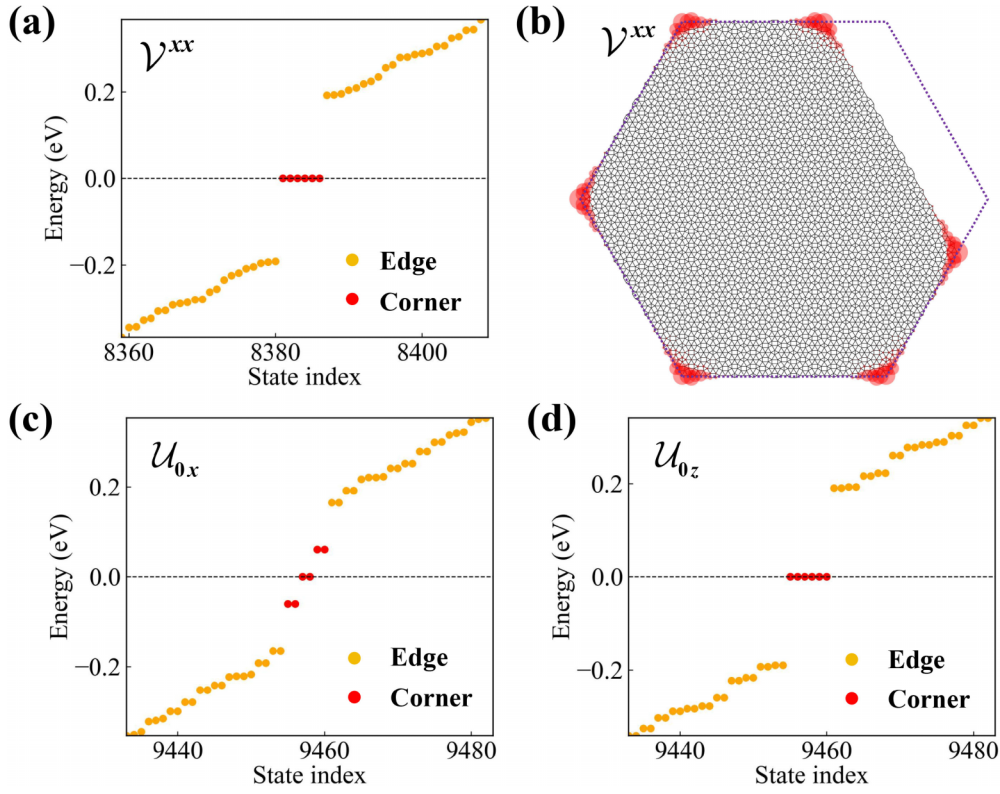 (a)
𝒱^xx
0.2
0.0
−0.2
Energy (eV)
Edge
Corner
8360 8380 8400
State index
(b)
𝒱^xx
(c)
𝒰_0x
0.2
0.0
−0.2
Energy (eV)
Edge
Corner
9440 9460 9480
State index
(d)
𝒰_0z
0.2
0.0
−0.2
Energy (eV)
Edge
Corner
9440 9460 9480
State index